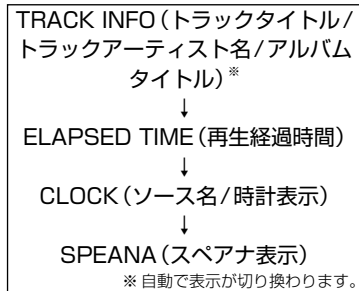 TRACK INFO（トラックタイトル/
トラックアーティスト名/アルバム
タイトル）※
↓
ELAPSED TIME（再生経過時間）
↓
CLOCK（ソース名/時計表示）
↓
SPEANA（スペアナ表示）
※ 自動で表示が切り換わります。